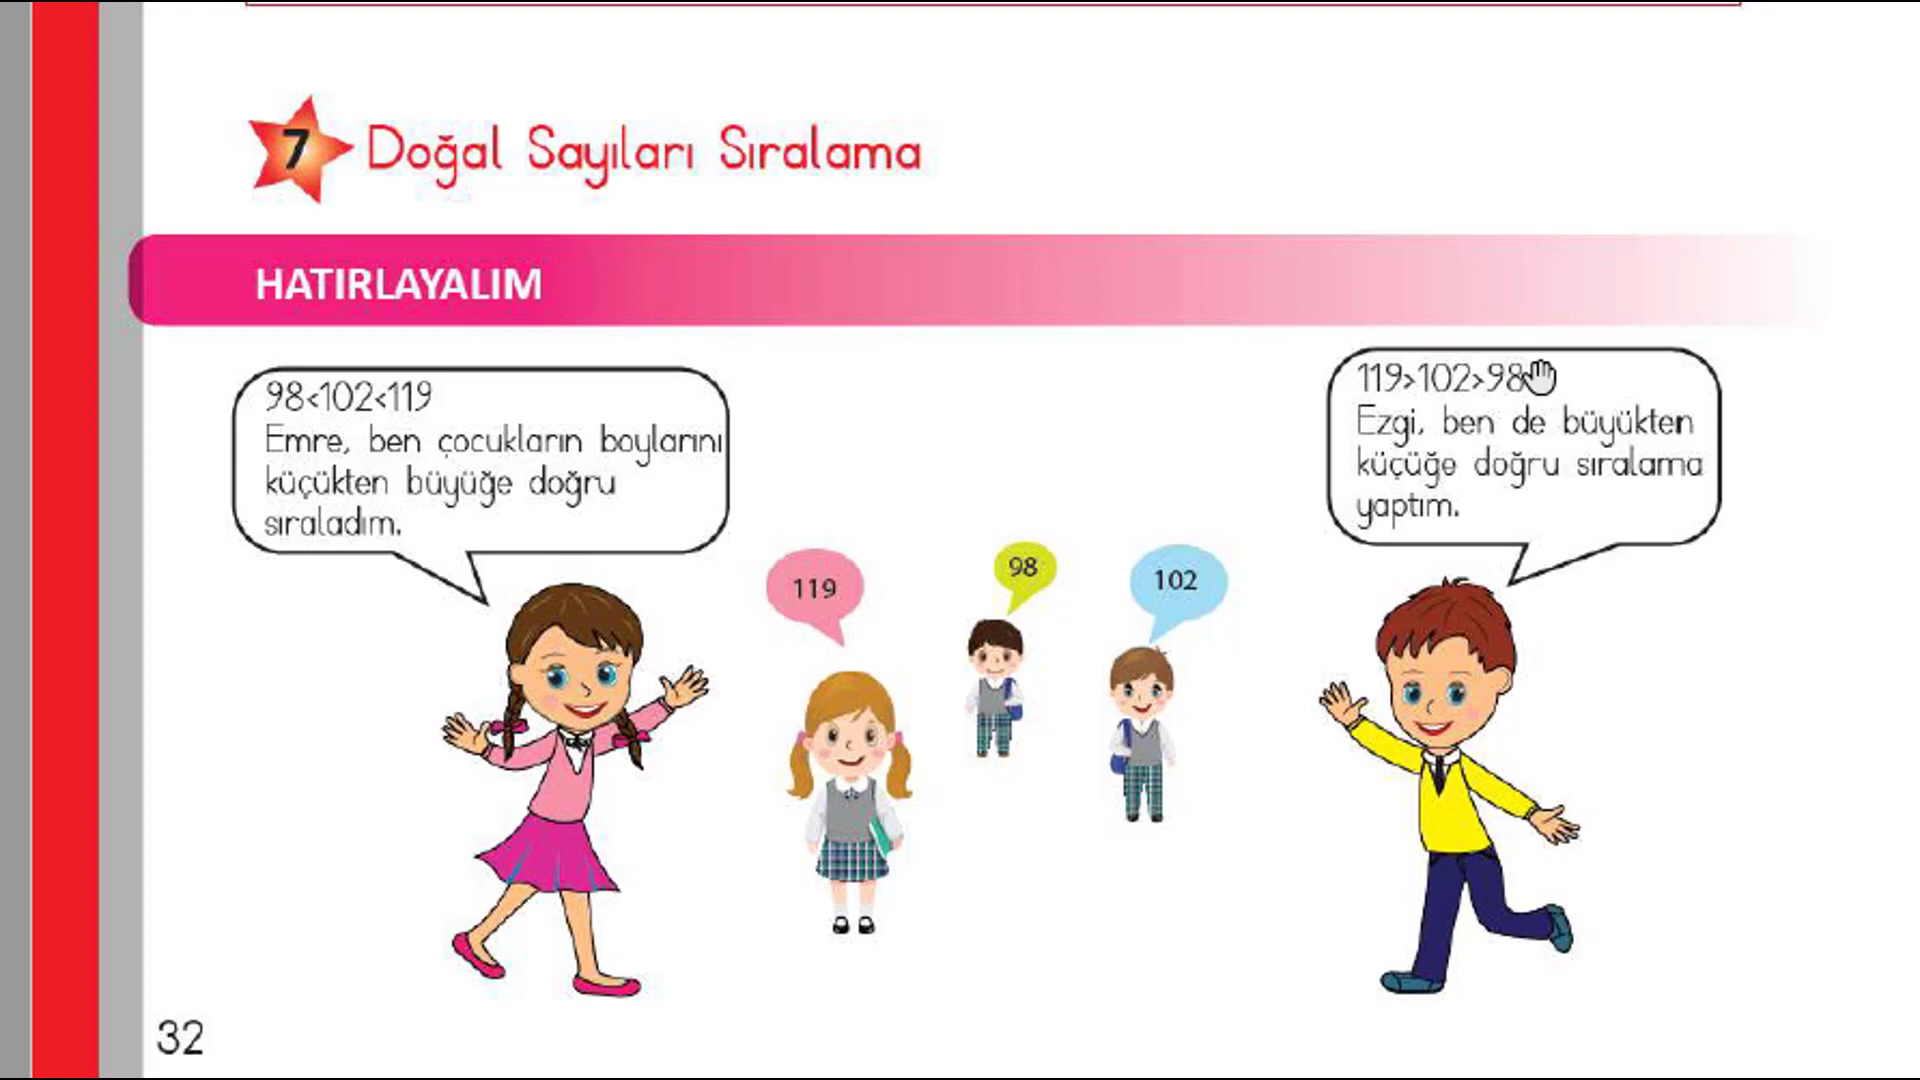 7 Doğal Sayıları Sıralama
HATIRLAYALIM
98<102<119
Emre, ben çocukların boylarını
küçükten büyüğe doğru
sıraladım.
119>102>98
Ezgi, ben de büyükten
küçüğe doğru sıralama
yaptım.
119
98
102
32